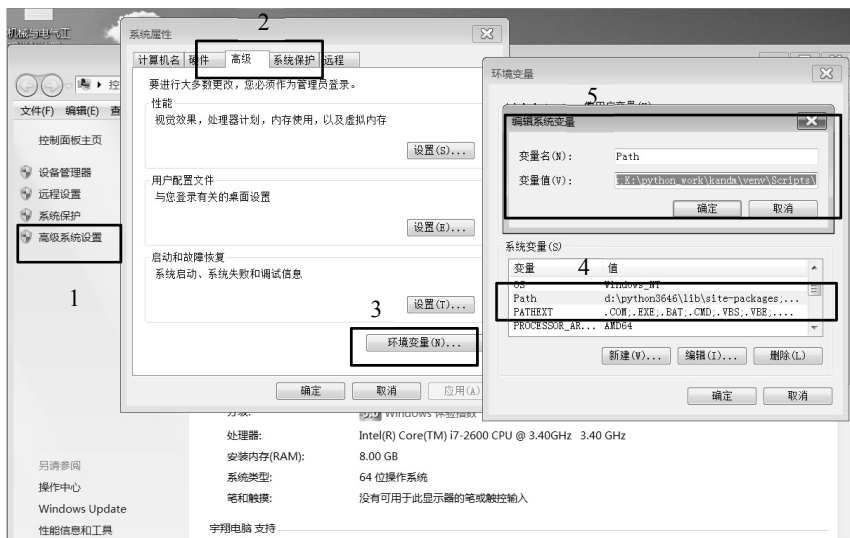 机械与电气工
系统属性
2
计算机名 硬件 高级 系统保护 远程
要进行大多数更改，您必须作为管理员登录。
性能
视觉效果，处理器计划，内存使用，以及虚拟内存
设置(S)...
用户配置文件
与您登录有关的桌面设置
设置(E)...
启动和故障恢复
系统启动、系统失败和调试信息
3
设置(T)...
环境变量(N)...
确定 取消 应用(A)
控
文件(F) 编辑(E) 查
控制面板主页
设备管理器
远程设置
系统保护
高级系统设置
1
环境变量
5
编辑系统变量
变量名(N): Path
变量值(V): ;K:\python_work\kandm\venv\Scripts\
确定 取消
系统变量(S)
4
变量 值
OS Windows_NT
Path d:\python3646\lib\site-packages;...
PATHEXT .COM;.EXE;.BAT;.CMD;.VBS;.VBE;....
PROCESSOR_AR... AMD64
新建(W)... 编辑(I)... 删除(L)
确定 取消
分级: Windows 体验指数
处理器: Intel(R) Core(TM) i7-2600 CPU @ 3.40GHz 3.40 GHz
安装内存(RAM): 8.00 GB
系统类型: 64 位操作系统
笔和触摸: 没有可用于此显示器的笔或触控输入
宇翔电脑 支持
另请参阅
操作中心
Windows Update
性能信息和工具